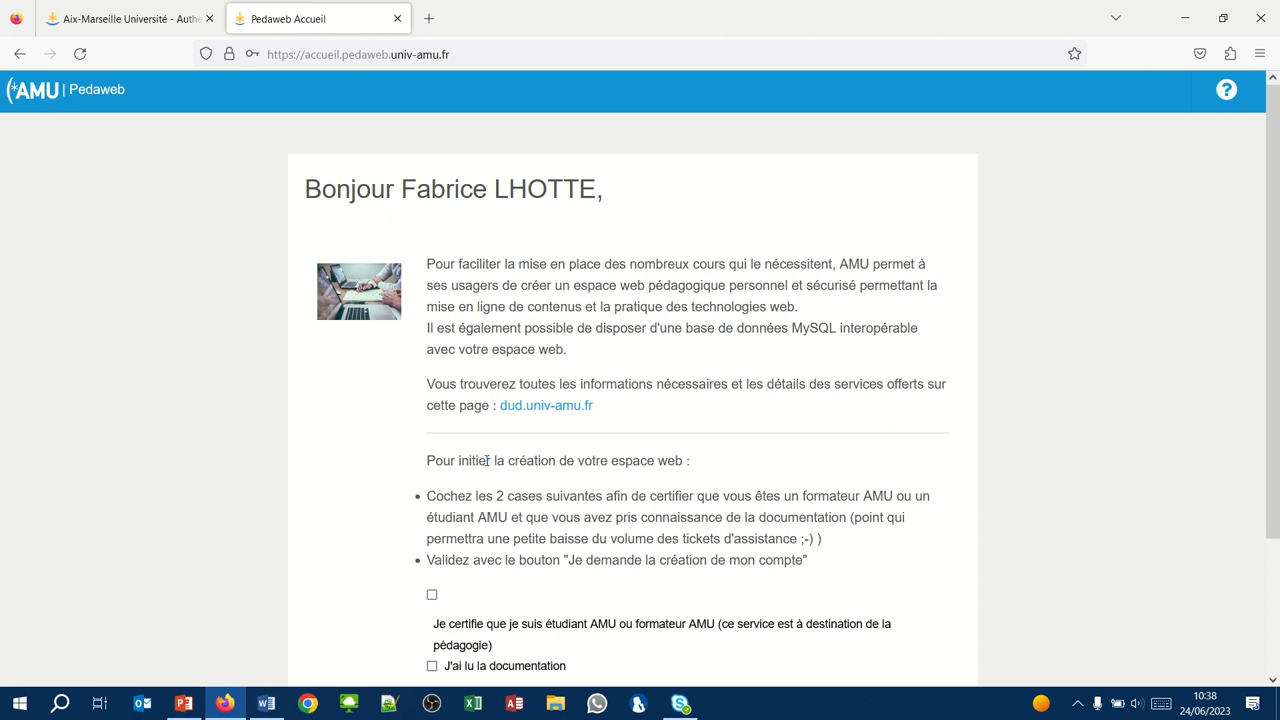 Aix-Marseille Université - Authe
Pedaweb Accueil
https://accueil.pedaweb.univ-amu.fr
(*AMU | Pedaweb
?
Bonjour Fabrice LHOTTE,
Pour faciliter la mise en place des nombreux cours qui le nécessitent, AMU permet à
ses usagers de créer un espace web pédagogique personnel et sécurisé permettant la
mise en ligne de contenus et la pratique des technologies web.
Il est également possible de disposer d'une base de données MySQL interopérable
avec votre espace web.
Vous trouverez toutes les informations nécessaires et les détails des services offerts sur
cette page : dud.univ-amu.fr
Pour initier la création de votre espace web :
• Cochez les 2 cases suivantes afin de certifier que vous êtes un formateur AMU ou un
étudiant AMU et que vous avez pris connaissance de la documentation (point qui
permettra une petite baisse du volume des tickets d'assistance ;-) )
• Validez avec le bouton "Je demande la création de mon compte"
Je certifie que je suis étudiant AMU ou formateur AMU (ce service est à destination de la
pédagogie)
J'ai lu la documentation
10:38
24/06/2023